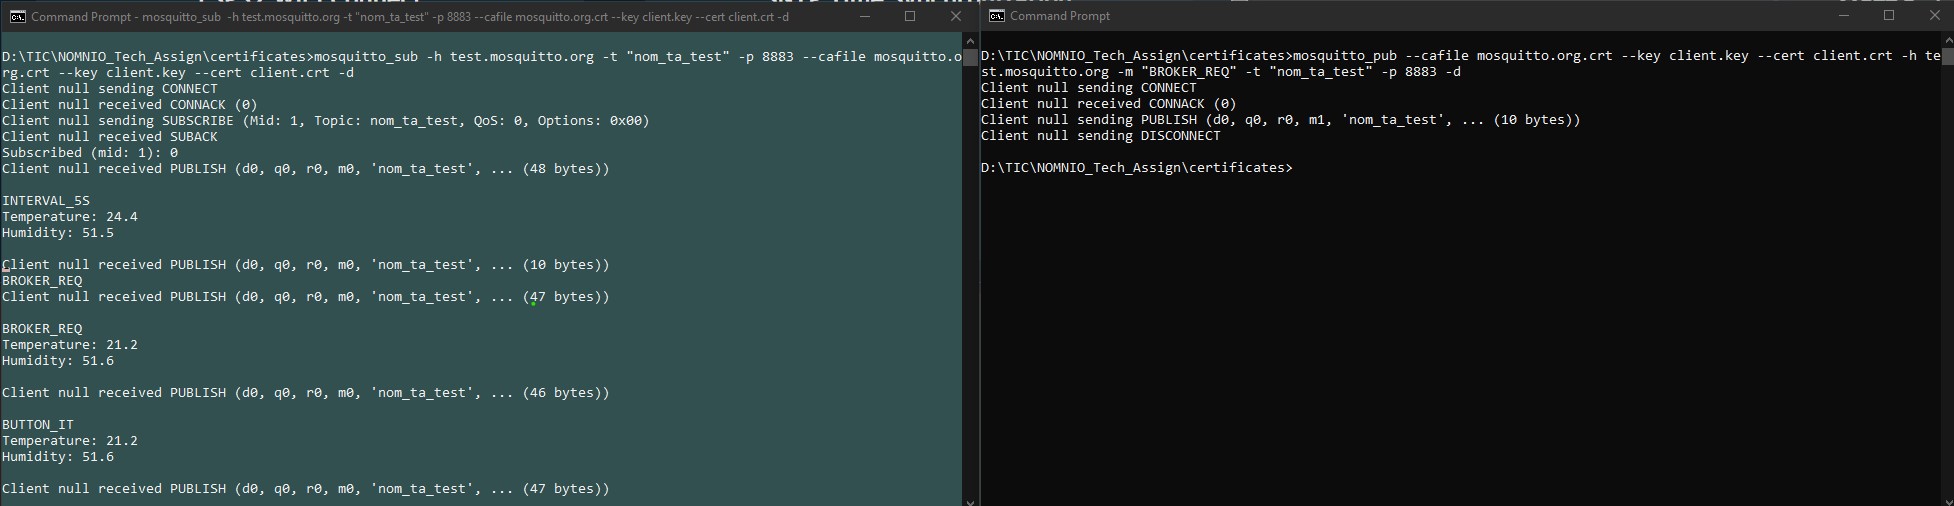 Command Prompt - mosquitto_sub -h test.mosquitto.org -t "nom_ta_test" -p 8883 --cafile mosquitto.org.crt --key client.key --cert client.crt -d
D:\TIC\NOMNIO_Tech_Assign\certificates>mosquitto_sub -h test.mosquitto.org -t "nom_ta_test" -p 8883 --cafile mosquitto.o
rg.crt --key client.key --cert client.crt -d
Client null sending CONNECT
Client null received CONNACK (0)
Client null sending SUBSCRIBE (Mid: 1, Topic: nom_ta_test, QoS: 0, Options: 0x00)
Client null received SUBACK
Subscribed (mid: 1): 0
Client null received PUBLISH (d0, q0, r0, m0, 'nom_ta_test', ... (48 bytes))
INTERVAL_5S
Temperature: 24.4
Humidity: 51.5
Client null received PUBLISH (d0, q0, r0, m0, 'nom_ta_test', ... (10 bytes))
BROKER_REQ
Client null received PUBLISH (d0, q0, r0, m0, 'nom_ta_test', ... (47 bytes))
BROKER_REQ
Temperature: 21.2
Humidity: 51.6
Client null received PUBLISH (d0, q0, r0, m0, 'nom_ta_test', ... (46 bytes))
BUTTON_IT
Temperature: 21.2
Humidity: 51.6
Client null received PUBLISH (d0, q0, r0, m0, 'nom_ta_test', ... (47 bytes))
Command Prompt
D:\TIC\NOMNIO_Tech_Assign\certificates>mosquitto_pub --cafile mosquitto.org.crt --key client.key --cert client.crt -h te
st.mosquitto.org -m "BROKER_REQ" -t "nom_ta_test" -p 8883 -d
Client null sending CONNECT
Client null received CONNACK (0)
Client null sending PUBLISH (d0, q0, r0, m1, 'nom_ta_test', ... (10 bytes))
Client null sending DISCONNECT
D:\TIC\NOMNIO_Tech_Assign\certificates>